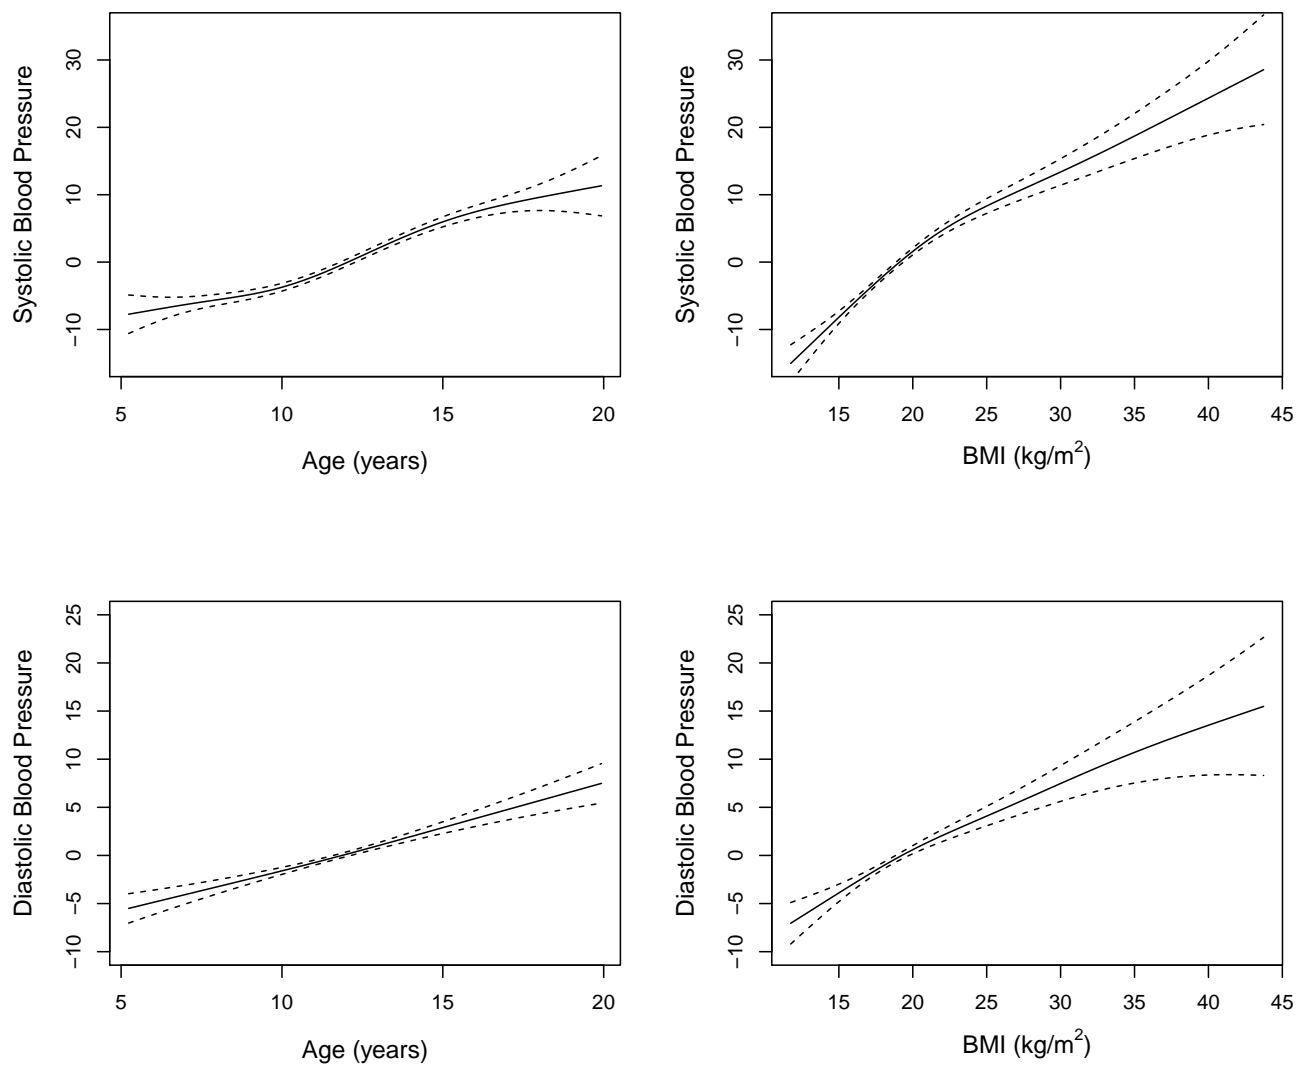 Systolic Blood Pressure
30
20
10
0
−10
5 10 15 20
Age (years)
Systolic Blood Pressure
30
20
10
0
−10
15 20 25 30 35 40 45
BMI (kg/m²)
Diastolic Blood Pressure
25
20
15
10
5
0
−5
−10
5 10 15 20
Age (years)
Diastolic Blood Pressure
25
20
15
10
5
0
−5
−10
15 20 25 30 35 40 45
BMI (kg/m²)